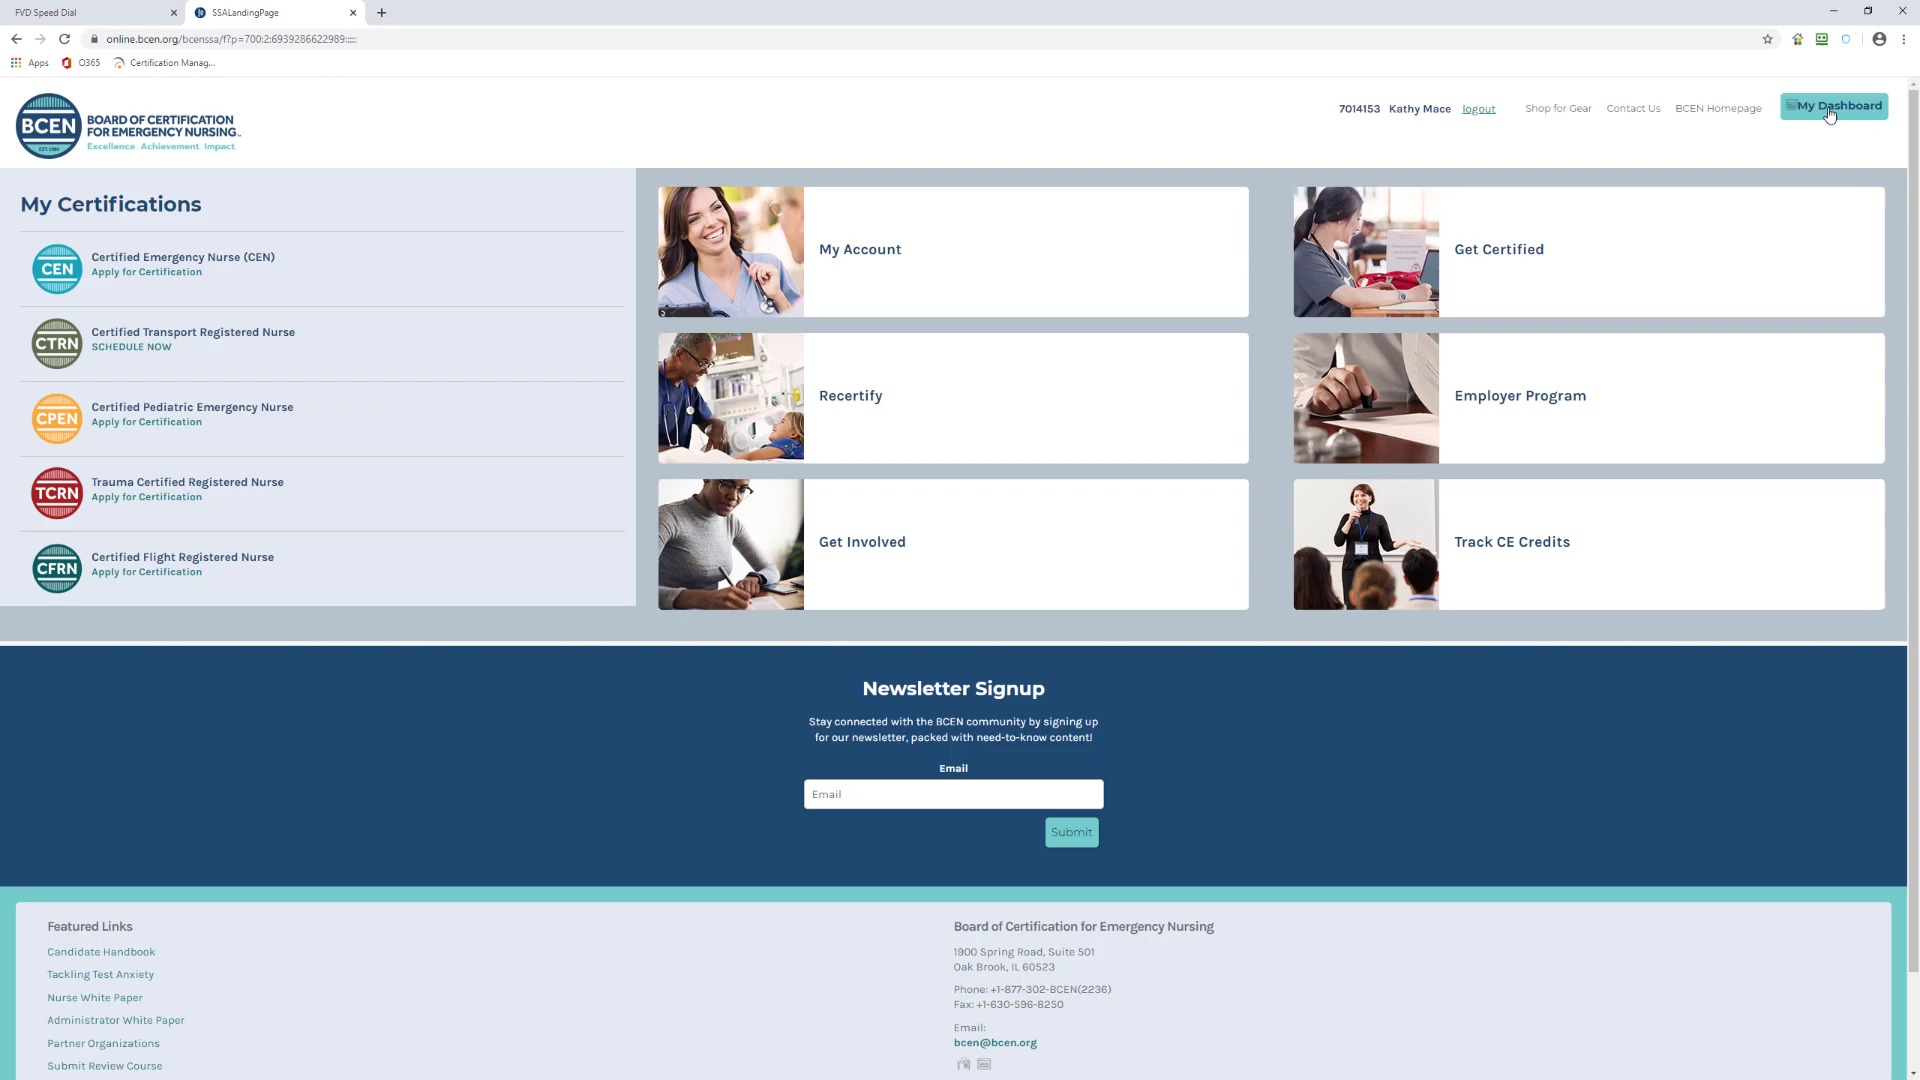 FVD Speed Dial
SSALandingPage
online.bcen.org/bcenssa/f?p=700:2:6939286622989:::::
Apps
O365
Certification Manag...
BCEN
EST. 1980
BOARD OF CERTIFICATION
FOR EMERGENCY NURSING™
Excellence. Achievement. Impact.
7014153 Kathy Mace logout
Shop for Gear
Contact Us
BCEN Homepage
My Dashboard
My Certifications
CEN
Certified Emergency Nurse (CEN)
Apply for Certification
CTRN
Certified Transport Registered Nurse
SCHEDULE NOW
CPEN
Certified Pediatric Emergency Nurse
Apply for Certification
TCRN
Trauma Certified Registered Nurse
Apply for Certification
CFRN
Certified Flight Registered Nurse
Apply for Certification
My Account
Get Certified
Recertify
Employer Program
Get Involved
Track CE Credits
Newsletter Signup
Stay connected with the BCEN community by signing up
for our newsletter, packed with need-to-know content!
Email
Email
Submit
Featured Links
Candidate Handbook
Tackling Test Anxiety
Nurse White Paper
Administrator White Paper
Partner Organizations
Submit Review Course
Board of Certification for Emergency Nursing
1900 Spring Road, Suite 501
Oak Brook, IL 60523
Phone: +1-877-302-BCEN(2236)
Fax: +1-630-596-8250
Email:
bcen@bcen.org